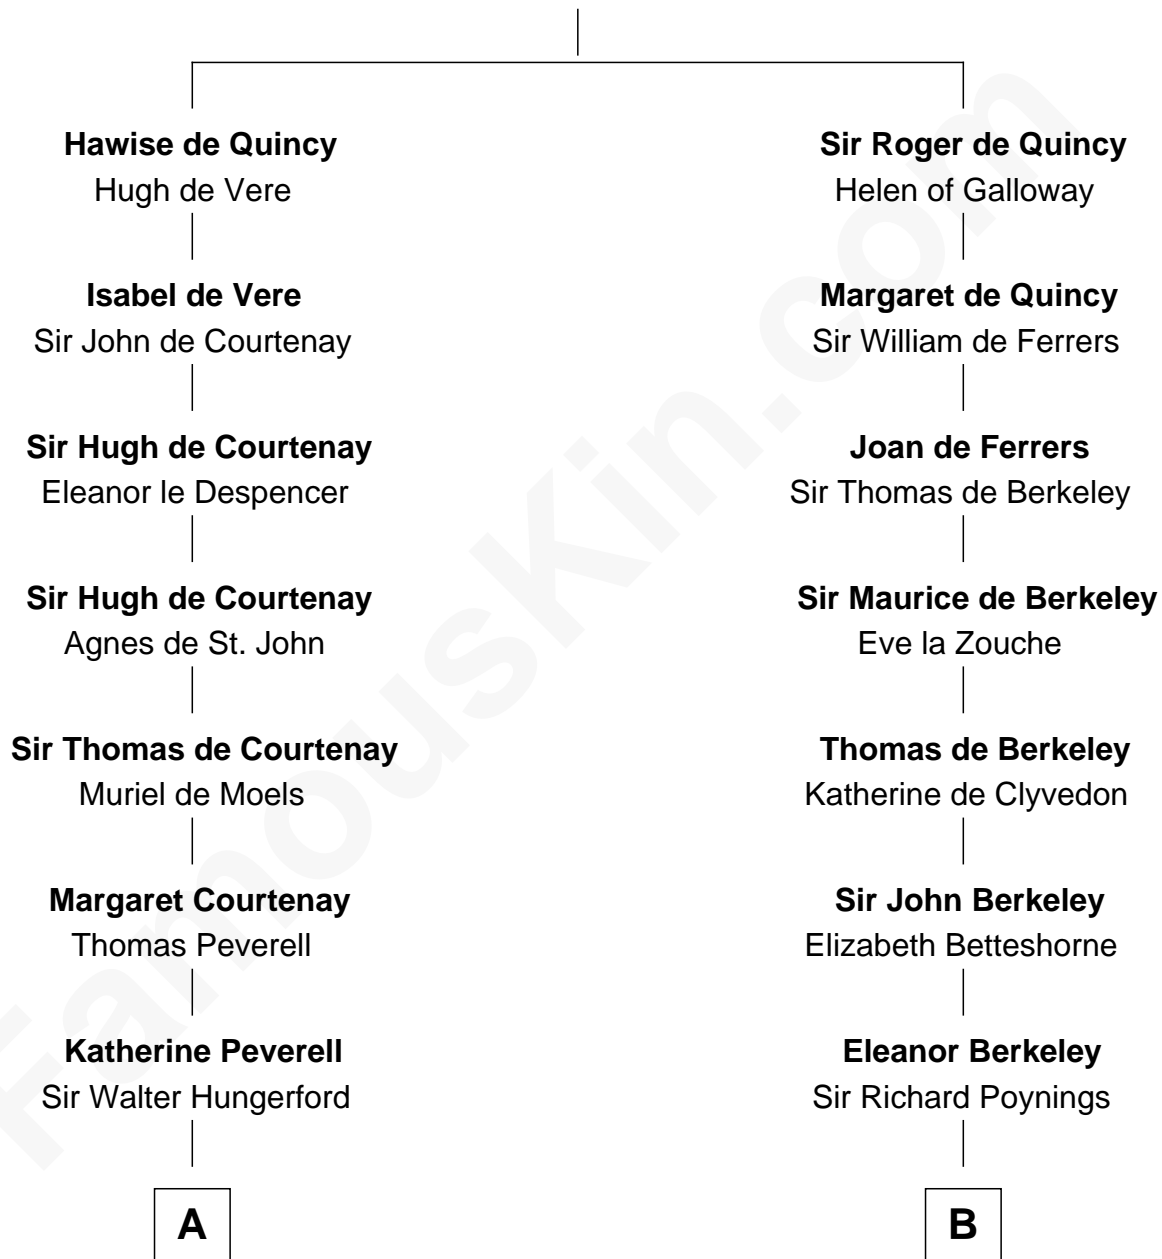 Hawise de Quincy
Hugh de Vere
Sir Roger de Quincy
Helen of Galloway
Isabel de Vere
Sir John de Courtenay
Margaret de Quincy
Sir William de Ferrers
Sir Hugh de Courtenay
Eleanor le Despencer
Joan de Ferrers
Sir Thomas de Berkeley
Sir Hugh de Courtenay
Agnes de St. John
Sir Maurice de Berkeley
Eve la Zouche
Sir Thomas de Courtenay
Muriel de Moels
Thomas de Berkeley
Katherine de Clyvedon
Margaret Courtenay
Thomas Peverell
Sir John Berkeley
Elizabeth Betteshorne
Katherine Peverell
Sir Walter Hungerford
Eleanor Berkeley
Sir Richard Poynings
A
B
FamousKin.com